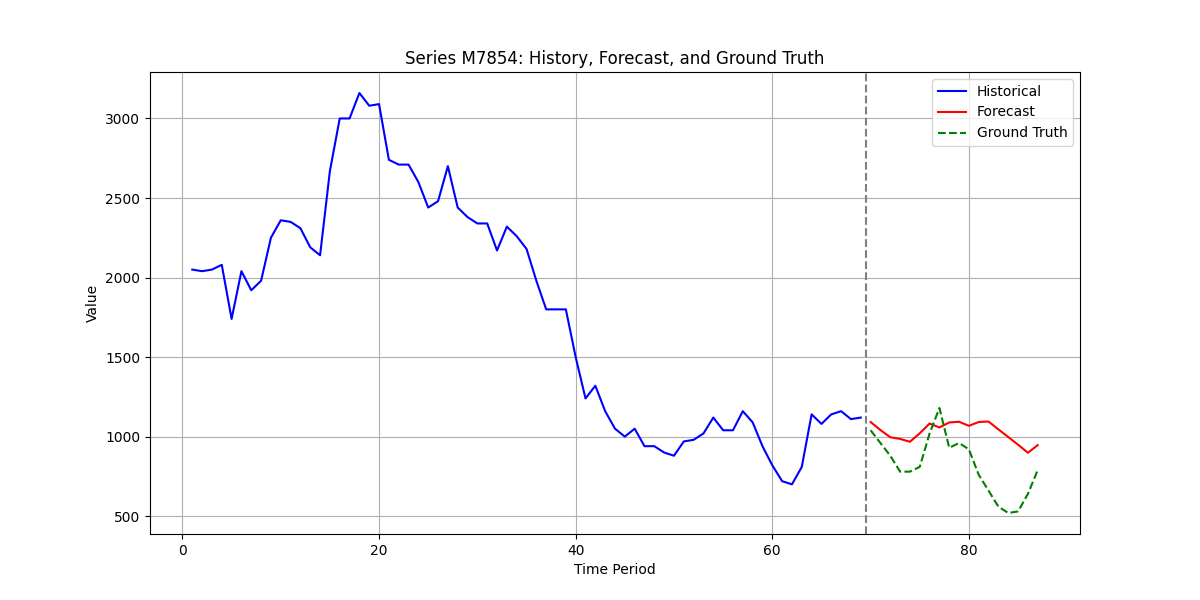 Series M7854: History, Forecast, and Ground Truth
Historical
Forecast
Ground Truth
Value
3000
2500
2000
1500
1000
500
0
20
40
60
80
Time Period